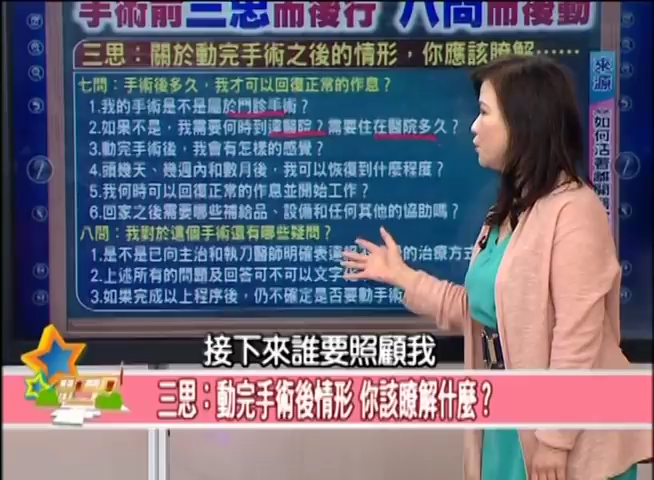 手術前三思而後行 八問而後動
三思：關於動完手術之後的情形，你應該瞭解……
七問：手術後多久，我才可以回復正常的作息？
1.我的手術是不是屬於門診手術？
2.如果不是，我需要何時到達醫院？需要住在醫院多久？
3.動完手術後，我會有怎樣的感覺？
4.頭幾天、幾週內和數月後，我可以恢復到什麼程度？
5.我何時可以回復正常的作息並開始工作？
6.回家之後需要哪些補給品、設備和任何其他的協助嗎？
八問：我對於這個手術還有哪些疑問？
1.是不是已向主治和執刀醫師明確表達
的治療方式
2.上述所有的問題及回答可不可以文字
3.如果完成以上程序後，仍不確定是否要動手術
來源
如何活著離開
接下來誰要照顧我
三思：動完手術後情形 你該瞭解什麼？